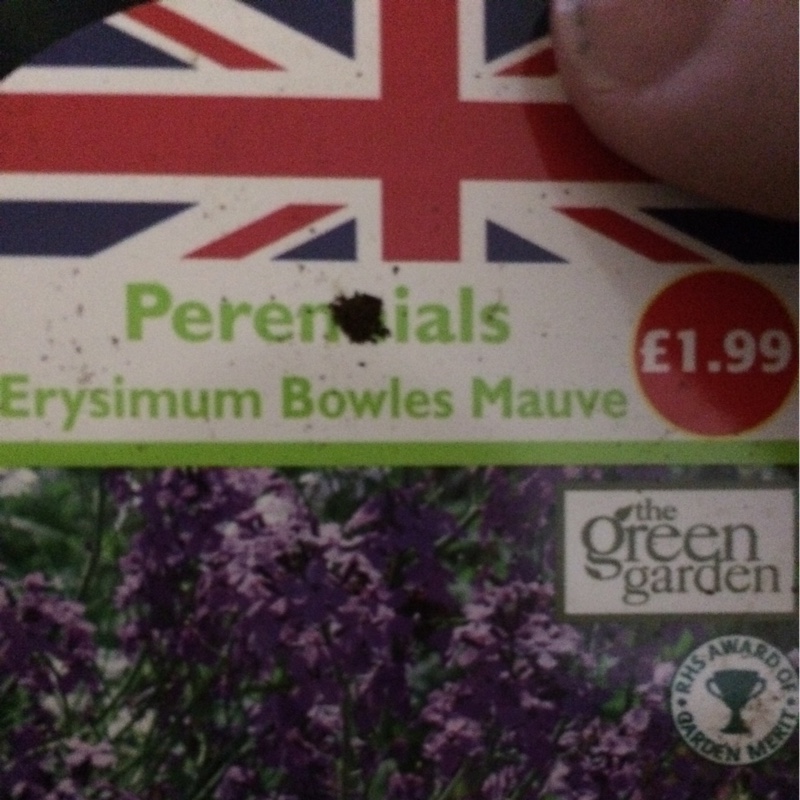 Perennials
Erysimum Bowles Mauve
£1.99
the
green
garden
RHS AWARD OF
GARDEN MERIT